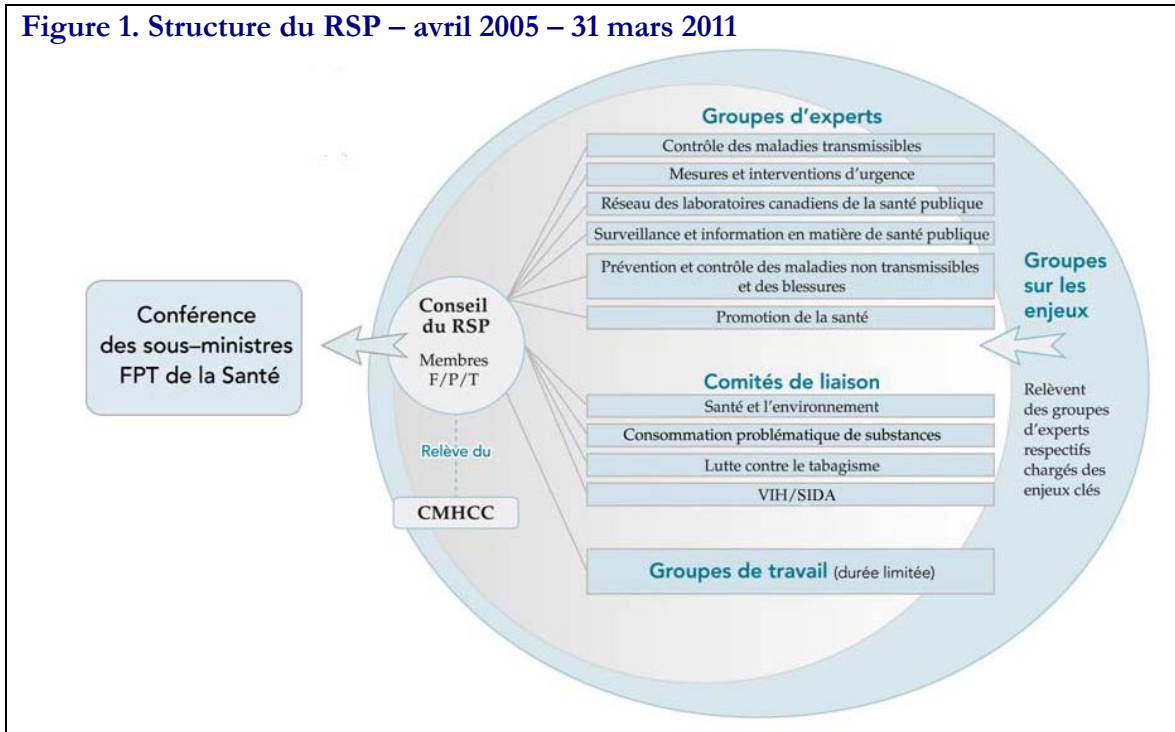 Figure 1. Structure du RSP – avril 2005 – 31 mars 2011
Groupes d'experts
Contrôle des maladies transmissibles
Mesures et interventions d'urgence
Réseau des laboratoires canadiens de la santé publique
Surveillance et information en matière de santé publique
Prévention et contrôle des maladies non transmissibles
et des blessures
Promotion de la santé
Conférence
des sous–ministres
FPT de la Santé
Conseil
du RSP
Membres
F/P/T
Relève du
CMHCC
Comités de liaison
Santé et l'environnement
Consommation problématique de substances
Lutte contre le tabagisme
VIH/SIDA
Groupes de travail (durée limitée)
Groupes
sur les
enjeux
Relèvent
des groupes
d'experts
respectifs
chargés des
enjeux clés